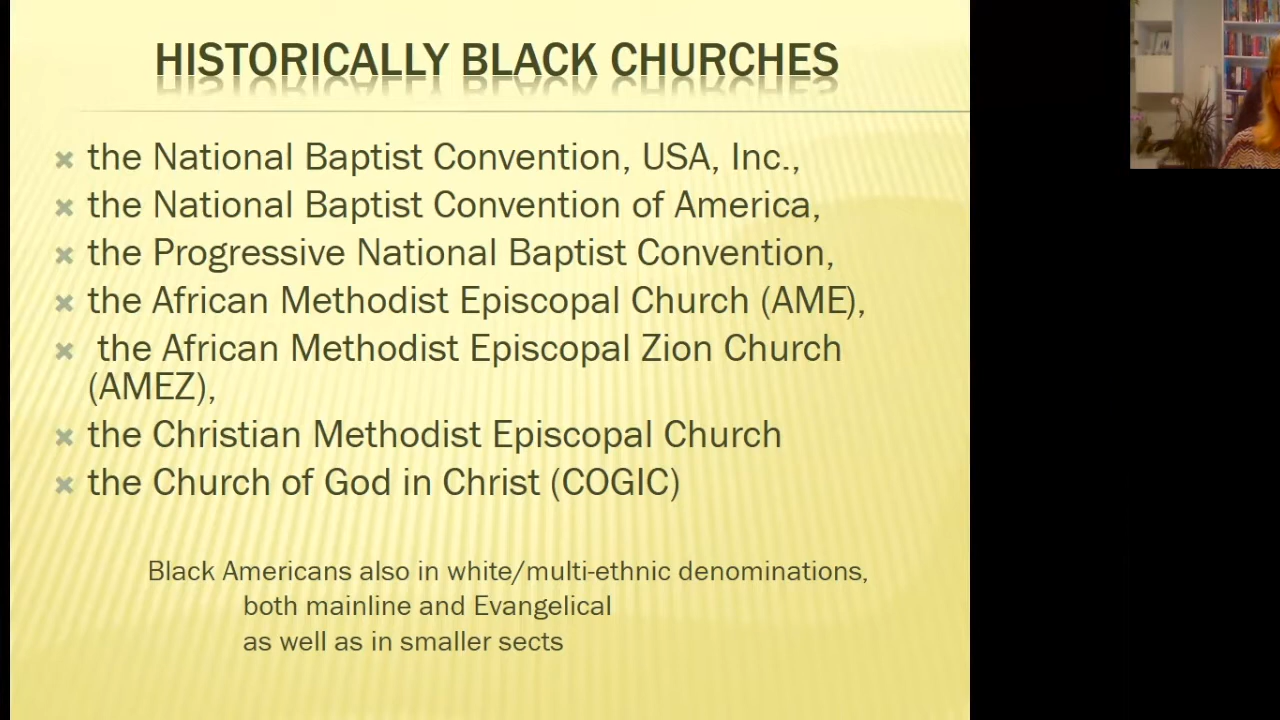 HISTORICALLY BLACK CHURCHES
the National Baptist Convention, USA, Inc.,
the National Baptist Convention of America,
the Progressive National Baptist Convention,
the African Methodist Episcopal Church (AME),
the African Methodist Episcopal Zion Church
(AMEZ),
the Christian Methodist Episcopal Church
the Church of God in Christ (COGIC)
Black Americans also in white/multi-ethnic denominations,
both mainline and Evangelical
as well as in smaller sects